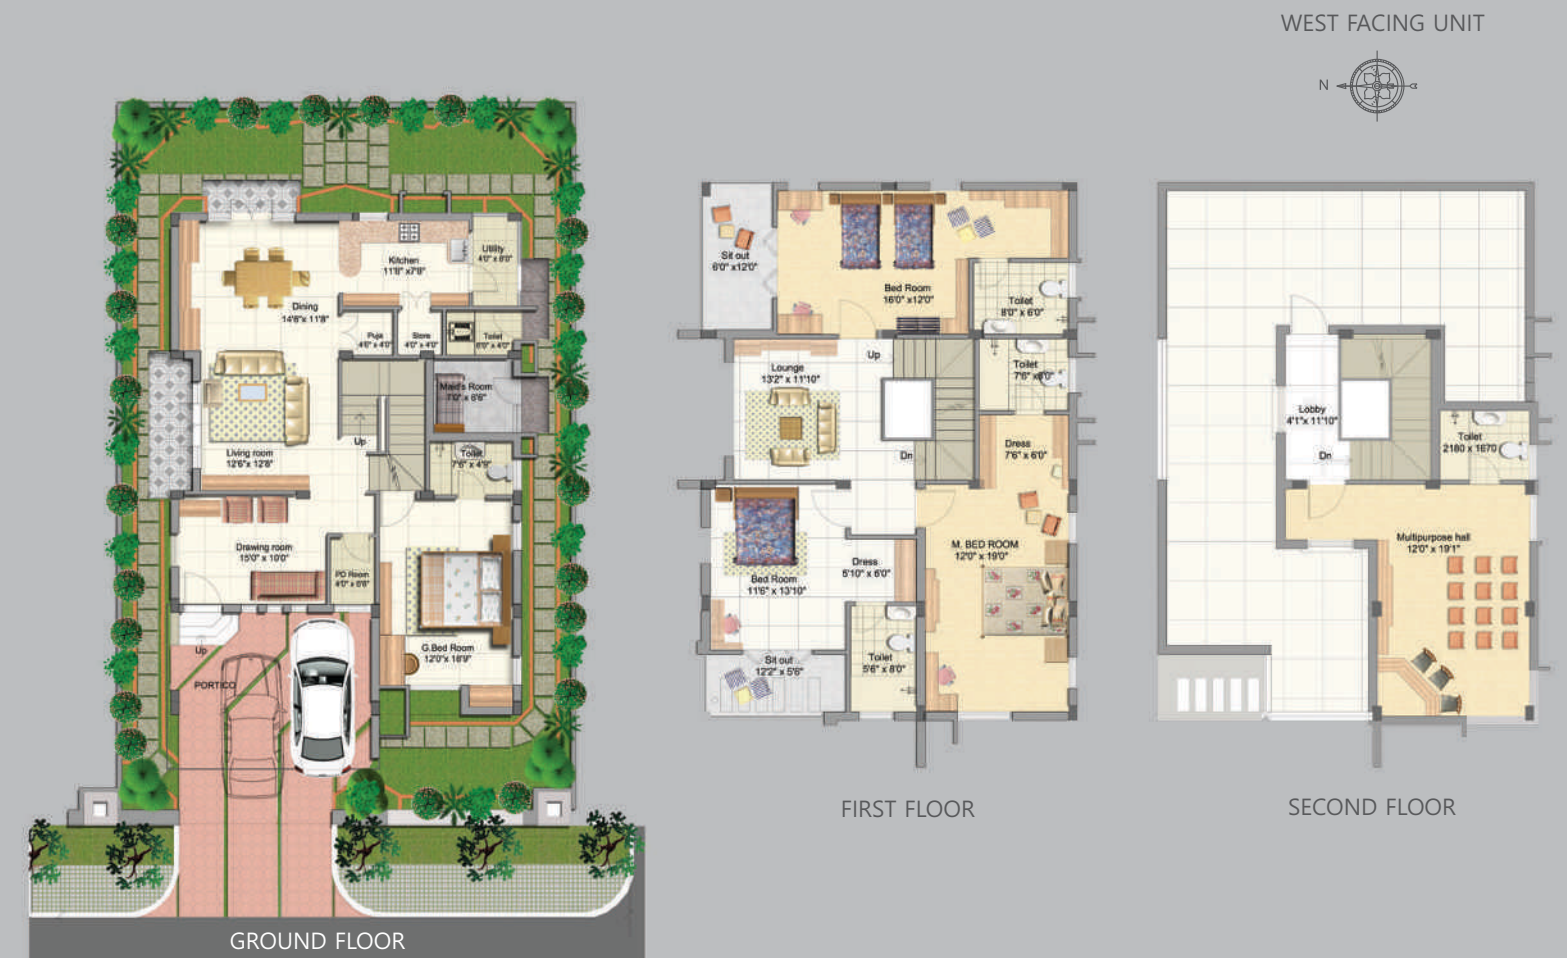 WEST FACING UNIT
N
Kitchen
11'8" x7'8"
Utility
4'0" x 8'0"
Dining
14'6"x 11'8"
Puja
4'6" x 4'0"
Store
4'0" x 4'0"
Toilet
6'0" x 4'0"
Maid's Room
7'0" x 6'6"
Up
Living room
12'6"x 12'8"
Toilet
7'6" x 4'9"
Drawing room
15'0" x 10'0"
PD Room
4'0" x 6'8"
G.Bed Room
12'0"x 16'9"
Up
PORTICO
GROUND FLOOR
Sit out
6'0" x12'0"
Bed Room
16'0" x12'0"
Toilet
8'0" x 6'0"
Up
Lounge
13'2" x 11'10"
Toilet
7'6" x6'0"
Dress
7'6" x 6'0"
Dn
M. BED ROOM
12'0" x 19'0"
Bed Room
11'6" x 13'10"
Dress
5'10" x 6'0"
Sit out
12'2" x 5'6"
Toilet
5'6" x 8'0"
FIRST FLOOR
Lobby
4'1"x 11'10"
Dn
Toilet
2180 x 1670
Multipurpose hall
12'0" x 19'1"
SECOND FLOOR